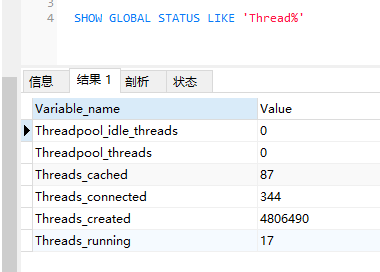 4 SHOW GLOBAL STATUS LIKE 'Thread%'
信息 结果 1 剖析 状态
Variable_name Value
Threadpool_idle_threads 0
Threadpool_threads 0
Threads_cached 87
Threads_connected 344
Threads_created 4806490
Threads_running 17